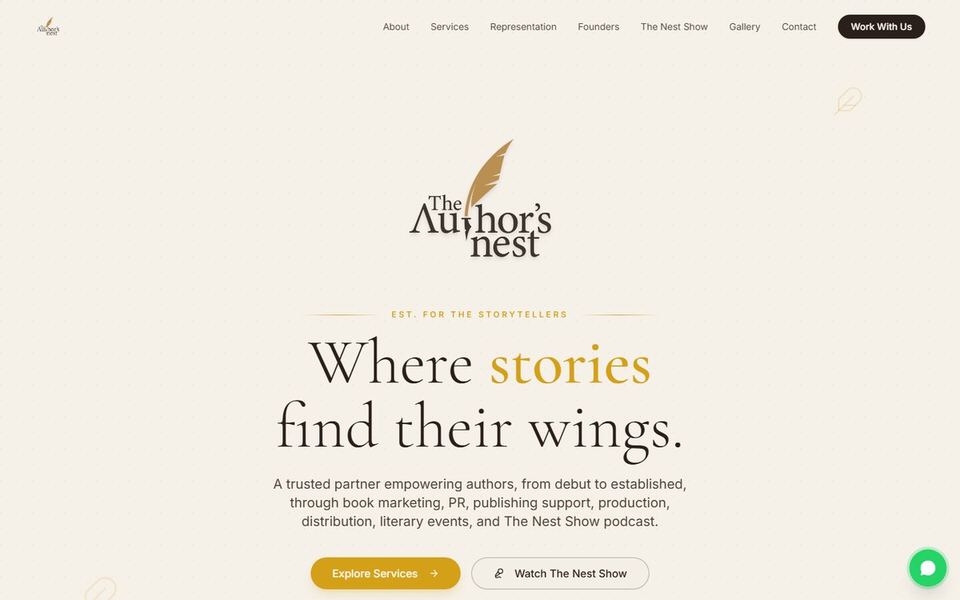 The Author's nest
About
Services
Representation
Founders
The Nest Show
Gallery
Contact
Work With Us
The
Author's
nest
EST. FOR THE STORYTELLERS
Where stories
find their wings.
A trusted partner empowering authors, from debut to established,
through book marketing, PR, publishing support, production,
distribution, literary events, and The Nest Show podcast.
Explore Services →
Watch The Nest Show